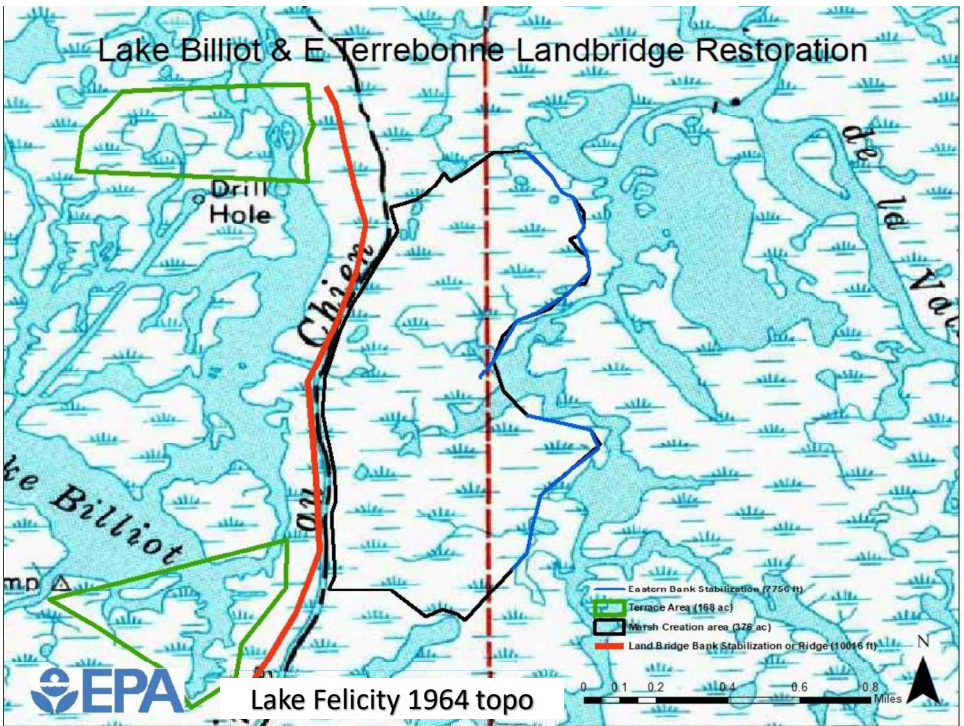 Lake Billiot & E Terrebonne Landbridge Restoration
de la
Drill
Hole
Chien
au
ke Billiot
mp
Eastern Bank Stabilization (7756 ft)
Terrace Area (168 ac)
Marsh Creation area (376 ac)
Land Bridge Bank Stabilization or Ridge (10016 ft)
N
EPA
Lake Felicity 1964 topo
0 0.1 0.2 0.4 0.6 0.8
Miles